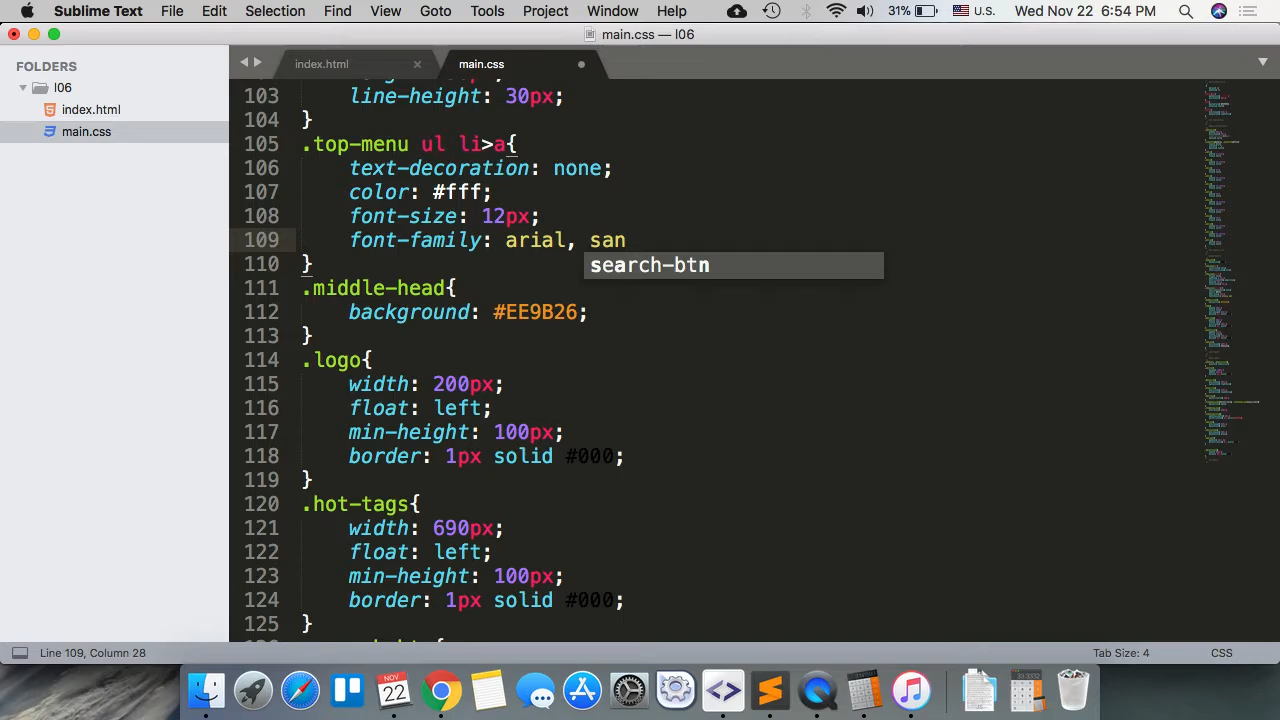 Sublime Text File Edit Selection Find View Goto Tools Project Window Help 31% U.S. Wed Nov 22 6:54 PM
main.css — l06
FOLDERS
l06
index.html
main.css
index.html
main.css
103 line-height: 30px;
104 }
105 .top-menu ul li>a{
106 text-decoration: none;
107 color: #fff;
108 font-size: 12px;
109 font-family: arial, san
search-btn
110 }
111 .middle-head{
112 background: #EE9B26;
113 }
114 .logo{
115 width: 200px;
116 float: left;
117 min-height: 100px;
118 border: 1px solid #000;
119 }
120 .hot-tags{
121 width: 690px;
122 float: left;
123 min-height: 100px;
124 border: 1px solid #000;
125 }
Line 109, Column 28 Tab Size: 4 CSS
NOV
22